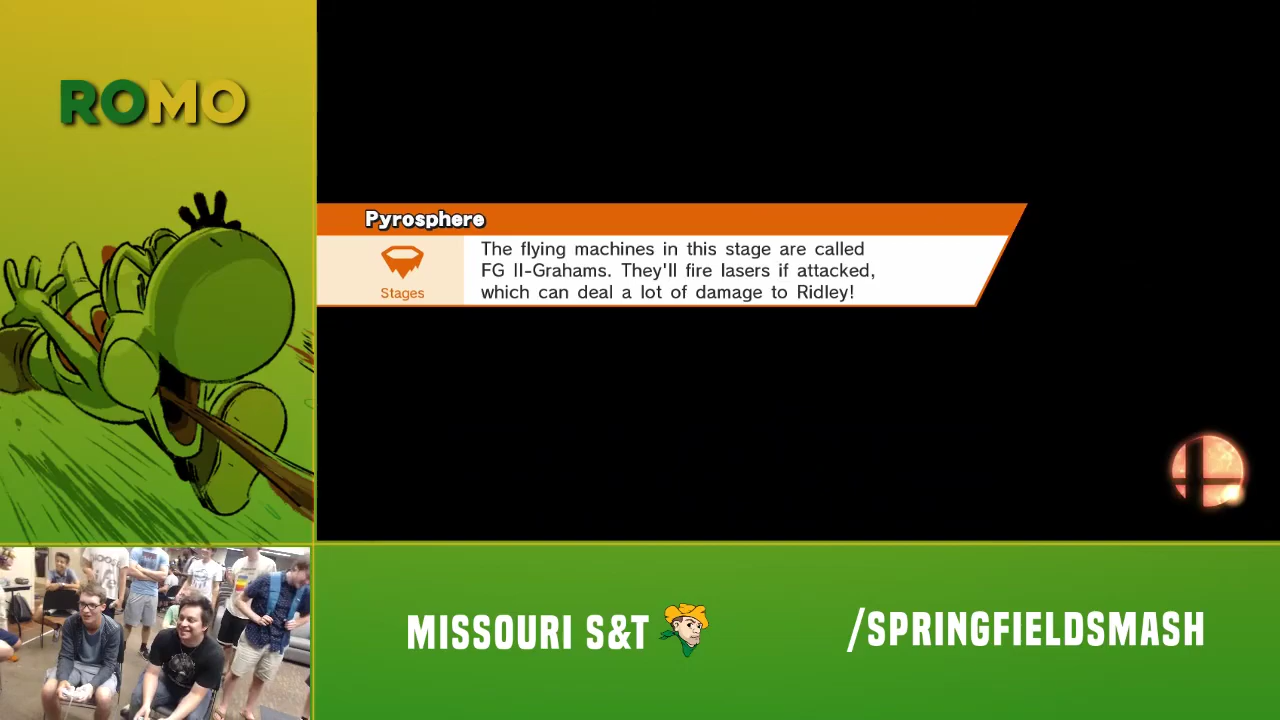 ROMO
Pyrosphere
The flying machines in this stage are called
FG II-Grahams. They'll fire lasers if attacked,
which can deal a lot of damage to Ridley!
Stages
MISSOURI S&T
/SPRINGFIELDSMASH